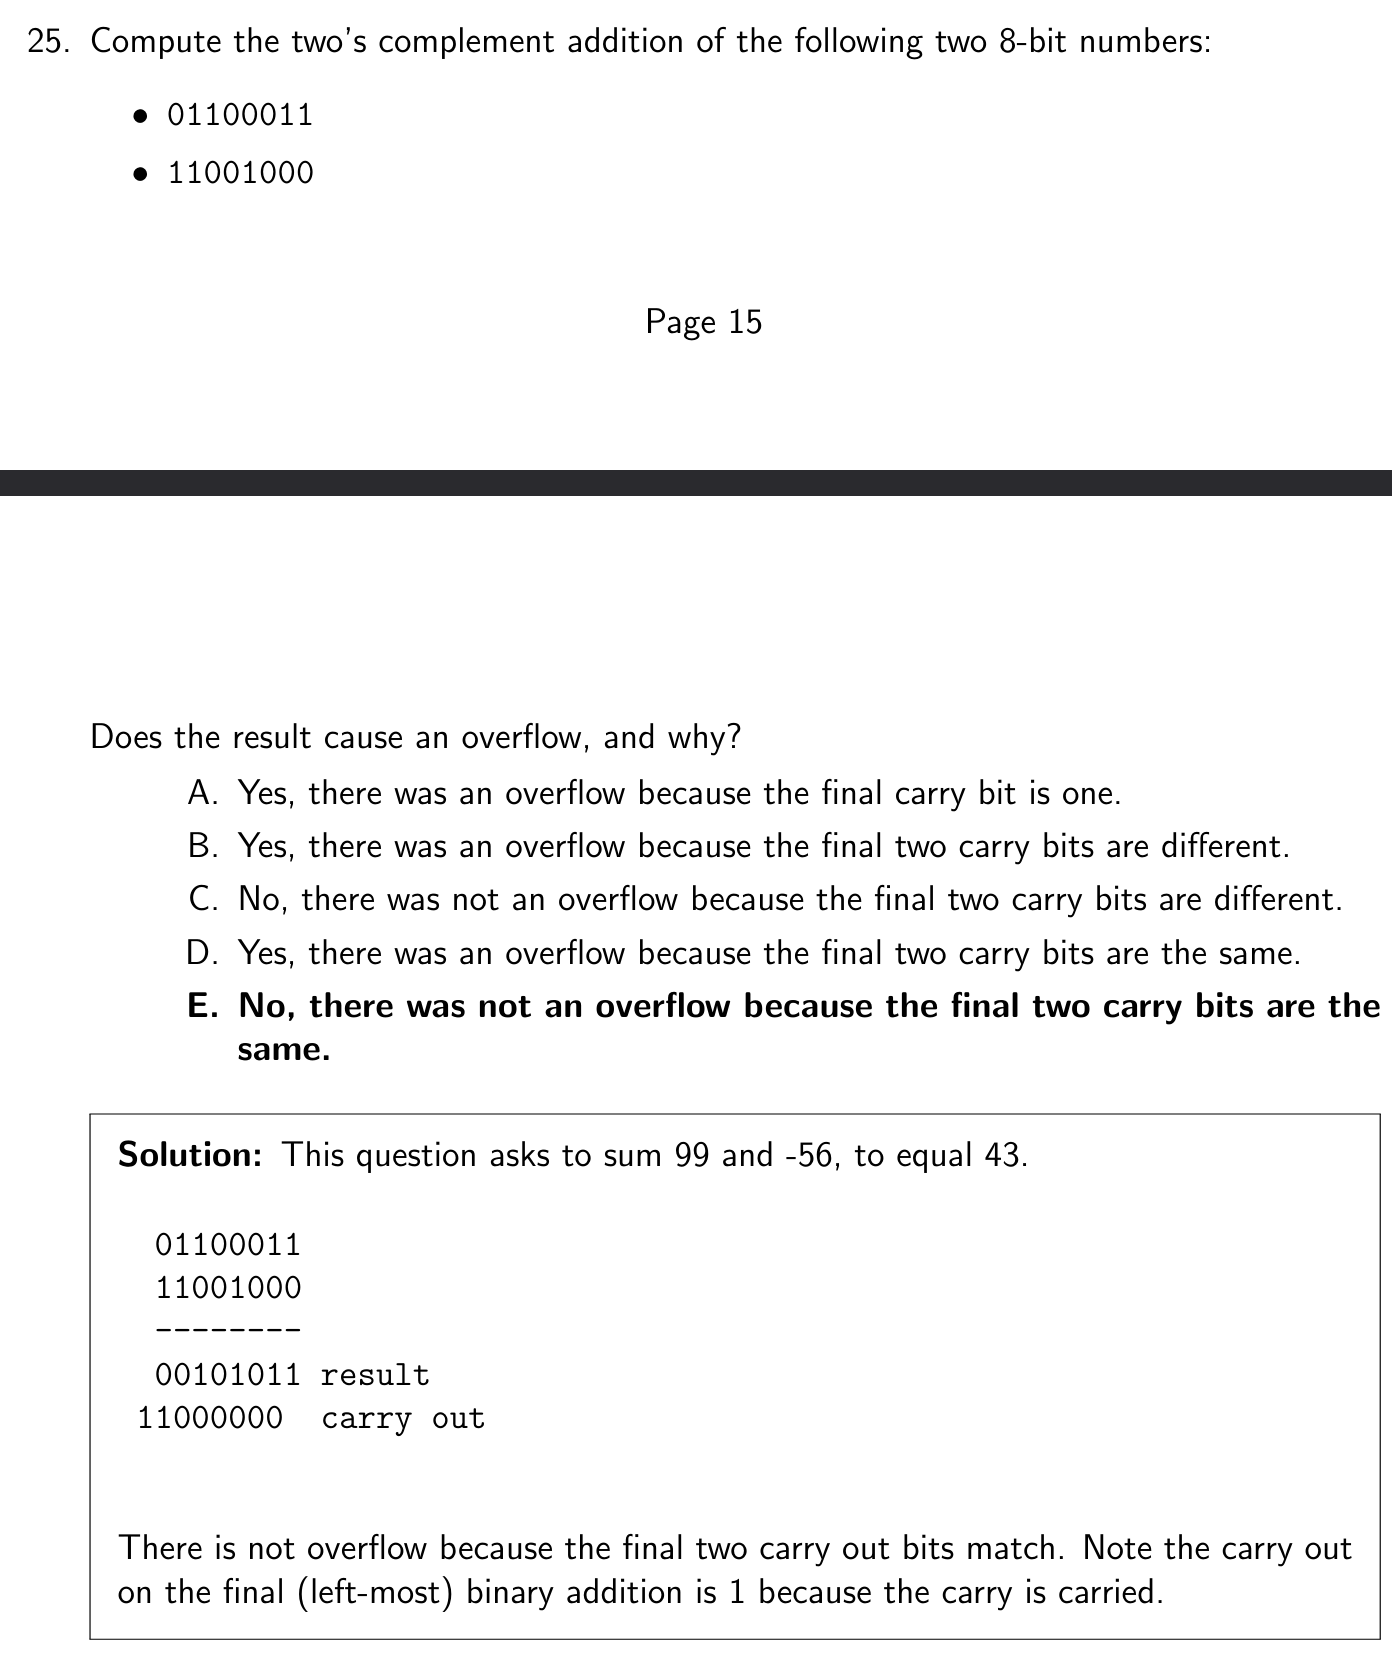 25. Compute the two's complement addition of the following two 8-bit numbers:
• 01100011
• 11001000
Page 15
Does the result cause an overflow, and why?
A. Yes, there was an overflow because the final carry bit is one.
B. Yes, there was an overflow because the final two carry bits are different.
C. No, there was not an overflow because the final two carry bits are different.
D. Yes, there was an overflow because the final two carry bits are the same.
E. No, there was not an overflow because the final two carry bits are the
same.
Solution: This question asks to sum 99 and -56, to equal 43.
01100011
11001000
--------
00101011 result
11000000  carry out
There is not overflow because the final two carry out bits match. Note the carry out
on the final (left-most) binary addition is 1 because the carry is carried.